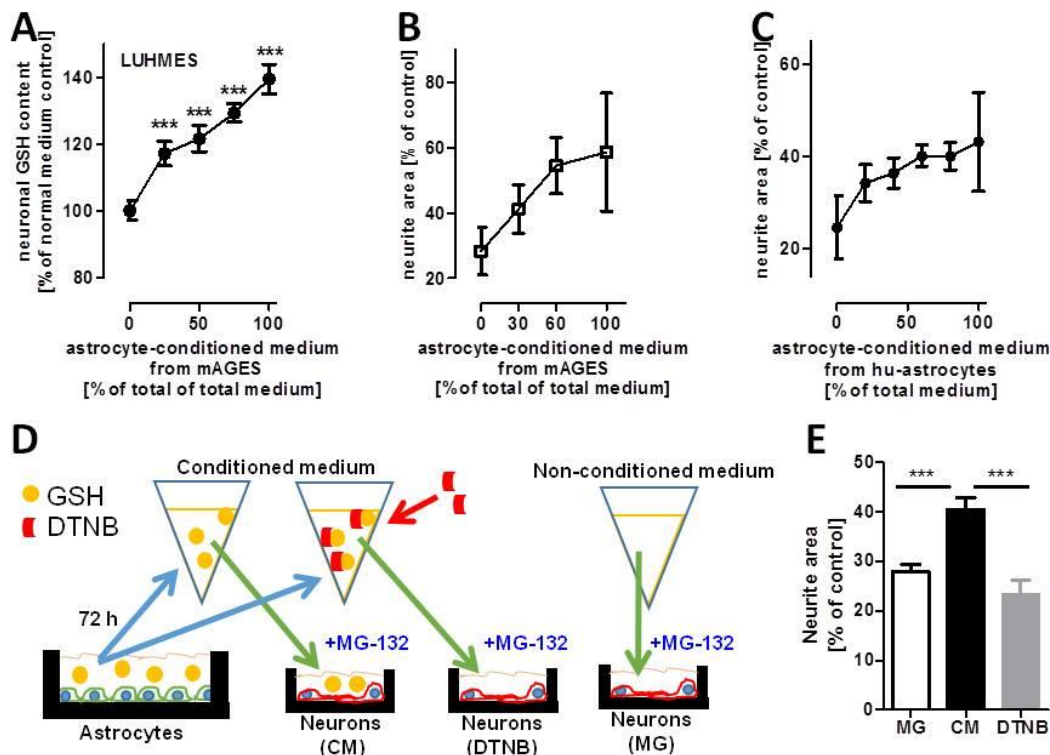 A
LUHMES
neuronal GSH content
[% of normal medium control]
140
120
100
80
***
***
***
***
0
50
100
astrocyte-conditioned medium
from mAGES
[% of total of total medium]
B
neurite area [% of control]
80
60
40
20
0
30
60
100
astrocyte-conditioned medium
from mAGES
[% of total of total medium]
C
neurite area [% of control]
60
40
20
0
50
100
astrocyte-conditioned medium
from hu-astrocytes
[% of total medium]
D
GSH
DTNB
Conditioned medium
Non-conditioned medium
72 h
+MG-132
+MG-132
+MG-132
Astrocytes
Neurons
(CM)
Neurons
(DTNB)
Neurons
(MG)
E
Neurite area
[% of control]
50
40
30
20
10
0
***
***
MG
CM
DTNB